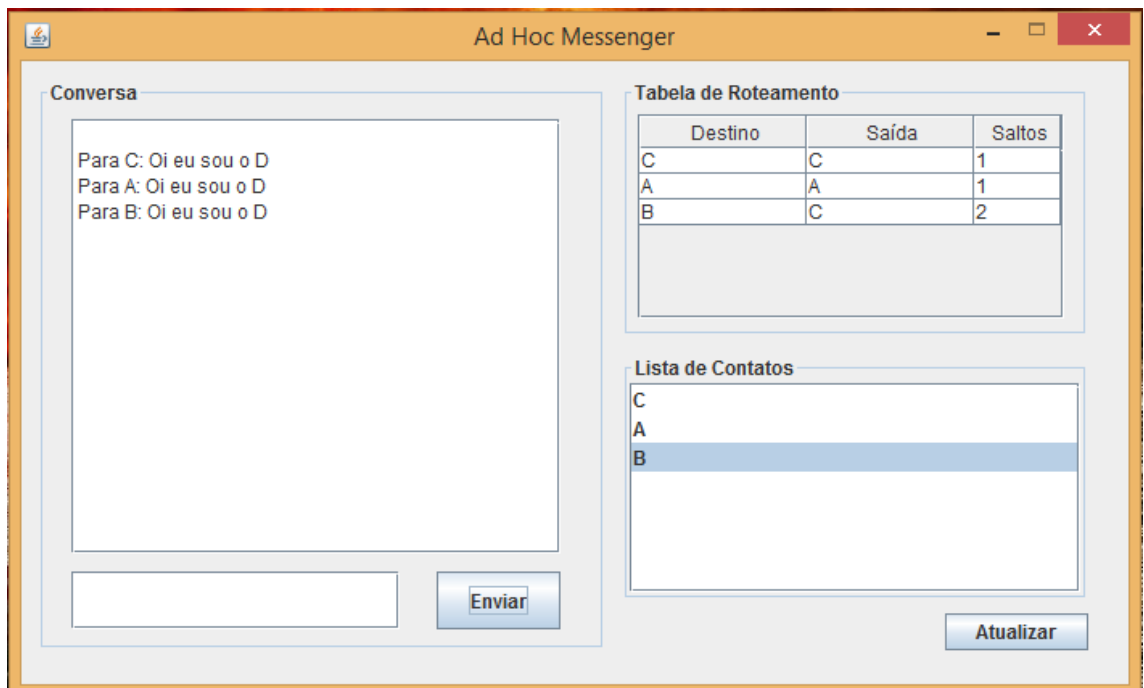 Ad Hoc Messenger
Conversa
Para C: Oi eu sou o D
Para A: Oi eu sou o D
Para B: Oi eu sou o D
Enviar
Tabela de Roteamento
Destino Saída Saltos
C C 1
A A 1
B C 2
Lista de Contatos
C
A
B
Atualizar